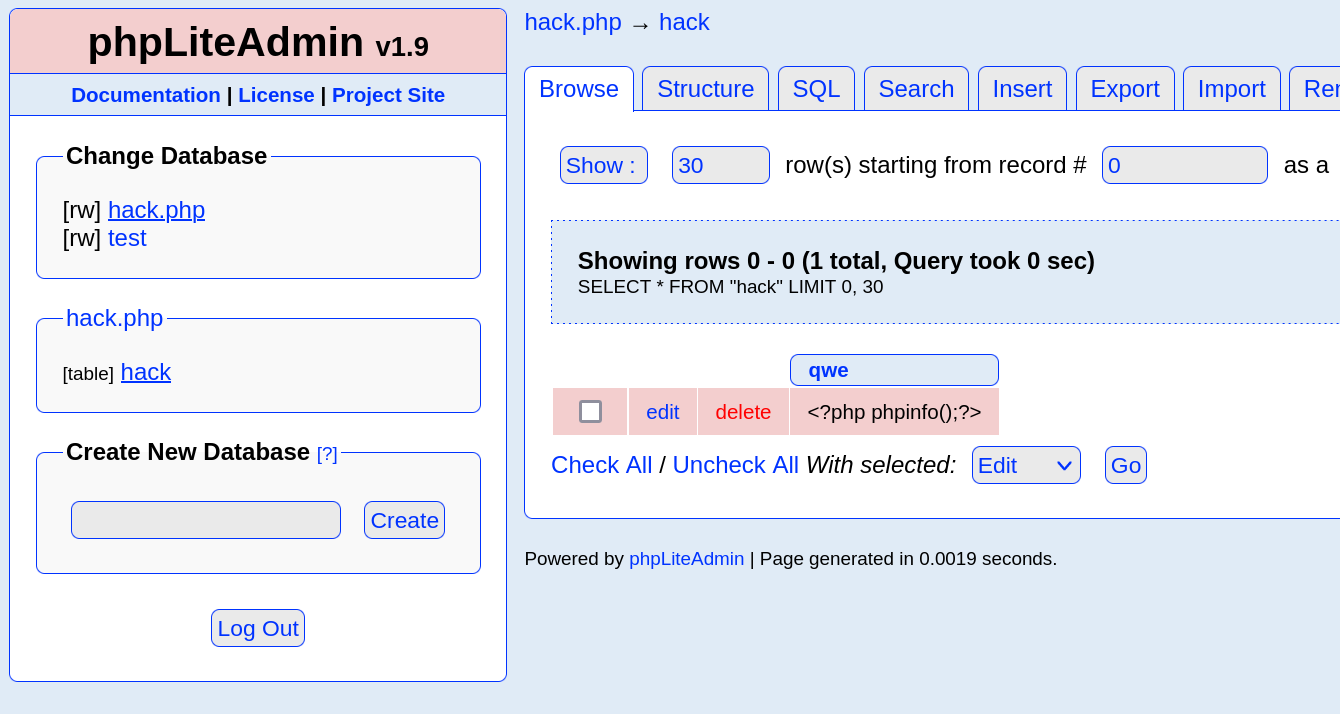 phpLiteAdmin v1.9
Documentation | License | Project Site
Change Database
[rw] hack.php
[rw] test
hack.php
[table] hack
Create New Database [?]
Create
Log Out
hack.php → hack
Browse Structure SQL Search Insert Export Import Ren
Show : 30 row(s) starting from record # 0 as a
Showing rows 0 - 0 (1 total, Query took 0 sec)
SELECT * FROM "hack" LIMIT 0, 30
qwe
edit delete <?php phpinfo();?>
Check All / Uncheck All With selected: Edit Go
Powered by phpLiteAdmin | Page generated in 0.0019 seconds.